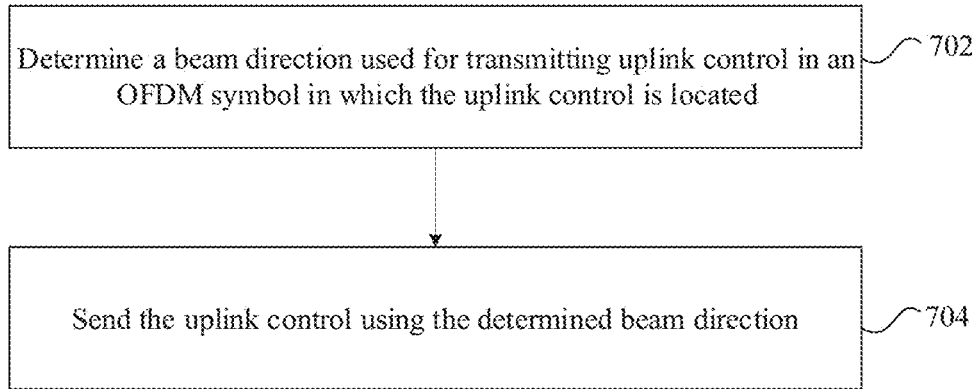 Determine a beam direction used for transmitting uplink control in an
OFDM symbol in which the uplink control is located
702
Send the uplink control using the determined beam direction
704